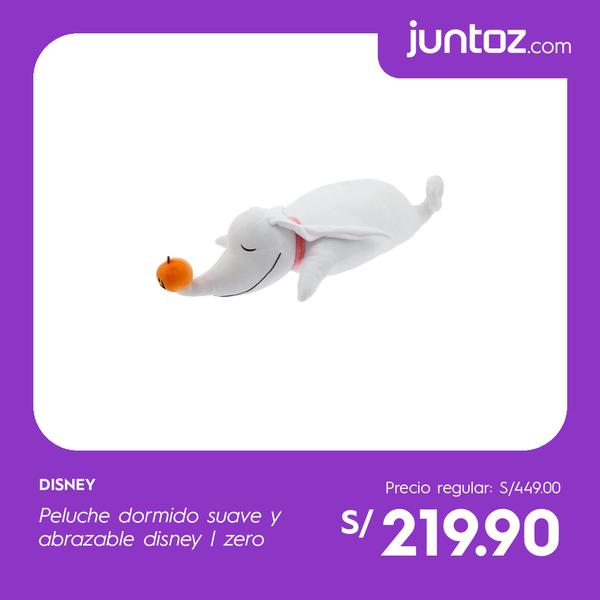 juntoz.com
DISNEY
Peluche dormido suave y
abrazable disney | zero
Precio regular: S/449.00
S/ 219.90